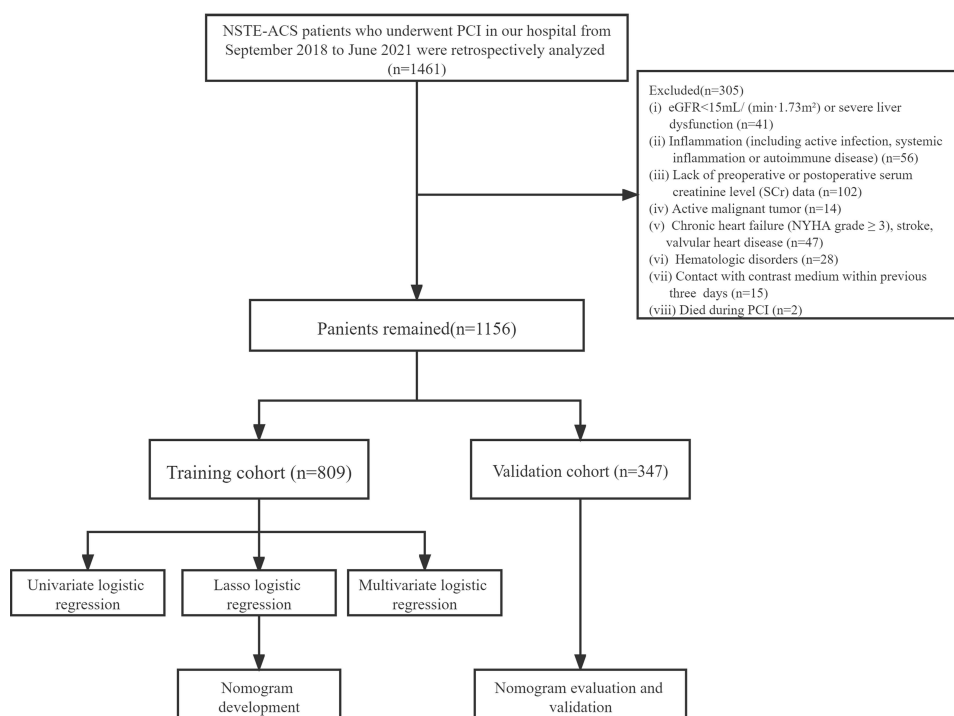 NSTE-ACS patients who underwent PCI in our hospital from
September 2018 to June 2021 were retrospectively analyzed
(n=1461)
Excluded(n=305)
(i) eGFR<15mL/ (min·1.73m²) or severe liver
dysfunction (n=41)
(ii) Inflammation (including active infection, systemic
inflammation or autoimmune disease) (n=56)
(iii) Lack of preoperative or postoperative serum
creatinine level (SCr) data (n=102)
(iv) Active malignant tumor (n=14)
(v) Chronic heart failure (NYHA grade ≥ 3), stroke,
valvular heart disease (n=47)
(vi) Hematologic disorders (n=28)
(vii) Contact with contrast medium within previous
three days (n=15)
(viii) Died during PCI (n=2)
Panients remained(n=1156)
Training cohort (n=809)
Validation cohort (n=347)
Univariate logistic
regression
Lasso logistic
regression
Multivariate logistic
regression
Nomogram
development
Nomogram evaluation and
validation